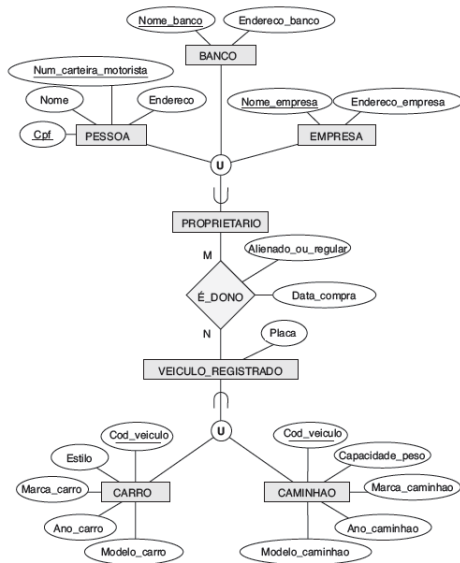 Nome_banco
Endereco_banco
BANCO
Num_carteira_motorista
Nome
Endereco
Cpf
PESSOA
Nome_empresa
Endereco_empresa
EMPRESA
U
PROPRIETARIO
M
Alienado_ou_regular
É_DONO
Data_compra
N
Placa
VEICULO_REGISTRADO
U
Cod_veiculo
Estilo
Marca_carro
CARRO
Ano_carro
Modelo_carro
Cod_veiculo
Capacidade_peso
CAMINHAO
Marca_caminhao
Ano_caminhao
Modelo_caminhao